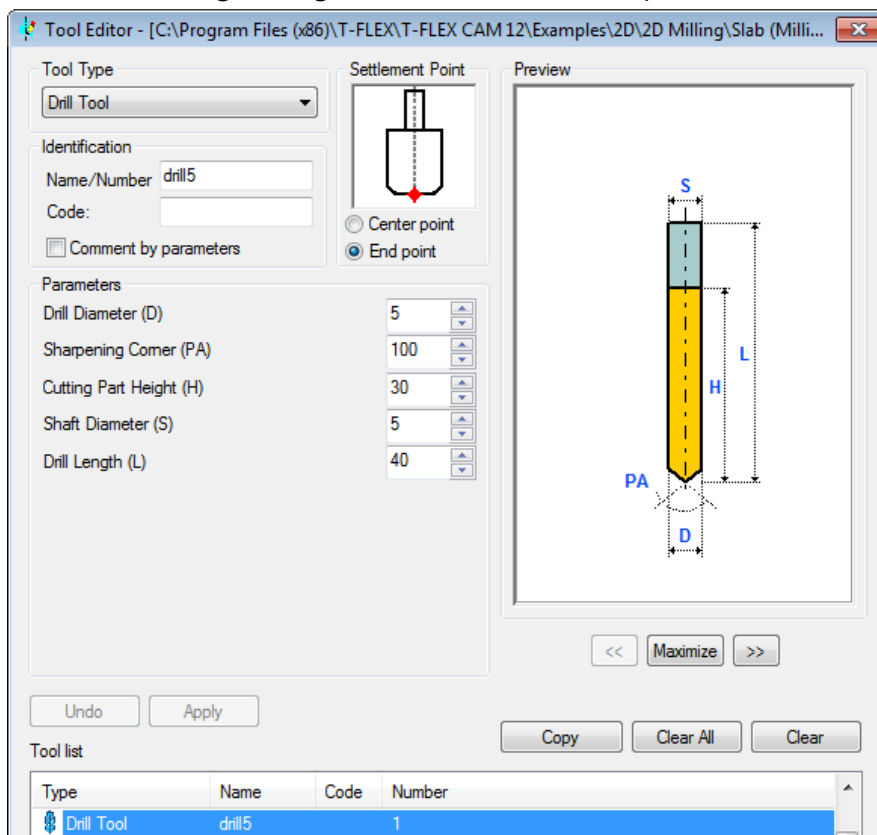 Tool Editor - [C:\Program Files (x86)\T-FLEX\T-FLEX CAM 12\Examples\2D\2D Milling\Slab (Milli...
Tool Type
Drill Tool
Settlement Point
Preview
Identification
Name/Number drill5
Code:
Comment by parameters
Center point
End point
Parameters
Drill Diameter (D) 5
Sharpening Corner (PA) 100
Cutting Part Height (H) 30
Shaft Diameter (S) 5
Drill Length (L) 40
S
L
H
PA
D
<< Maximize >>
Undo Apply
Copy Clear All Clear
Tool list
Type Name Code Number
Drill Tool drill5 1